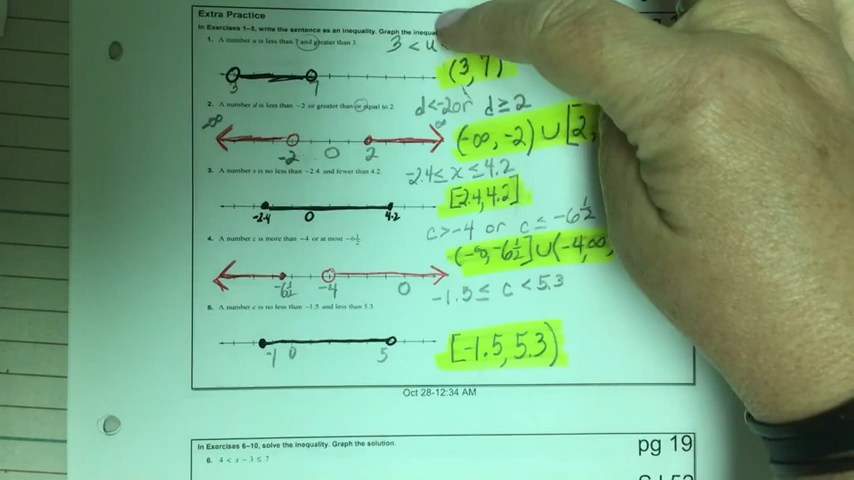 Extra Practice
In Exercises 1–5, write the sentence as an inequality. Graph the inequa
1. A number u is less than 7 and greater than 3.
3 < u
3 7
(3, 7)
2. A number d is less than −2 or greater than or equal to 2.
d<-2 or d≥2
-∞ ∞
-2 0 2
(-∞, -2) ∪ [2,
3. A number x is no less than −2.4 and fewer than 4.2.
-2.4 ≤ x ≤ 4.2
-2.4 0 4.2
[-2.4, 4.2]
4. A number c is more than −4 or at most −6½.
c>-4 or c ≤ -6½
-6½ -4 0
(-∞, -6½] ∪ (-4, ∞,
5. A number c is no less than −1.5 and less than 5.3.
-1.5 ≤ c < 5.3
-1 0 5
[-1.5, 5.3)
Oct 28-12:34 AM
In Exercises 6–10, solve the inequality. Graph the solution.
pg 19
6. 4 < x − 3 ≤ 7